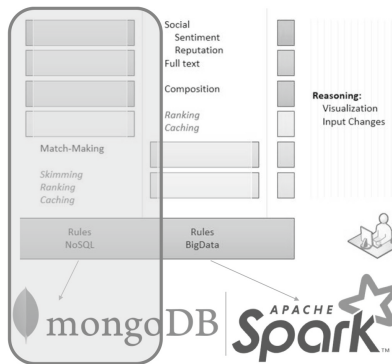 Social
Sentiment
Reputation
Full text
Composition
Ranking
Caching
Reasoning:
Visualization
Input Changes
Match-Making
Skimming
Ranking
Caching
Rules
NoSQL
Rules
BigData
mongoDB
APACHE
Spark™